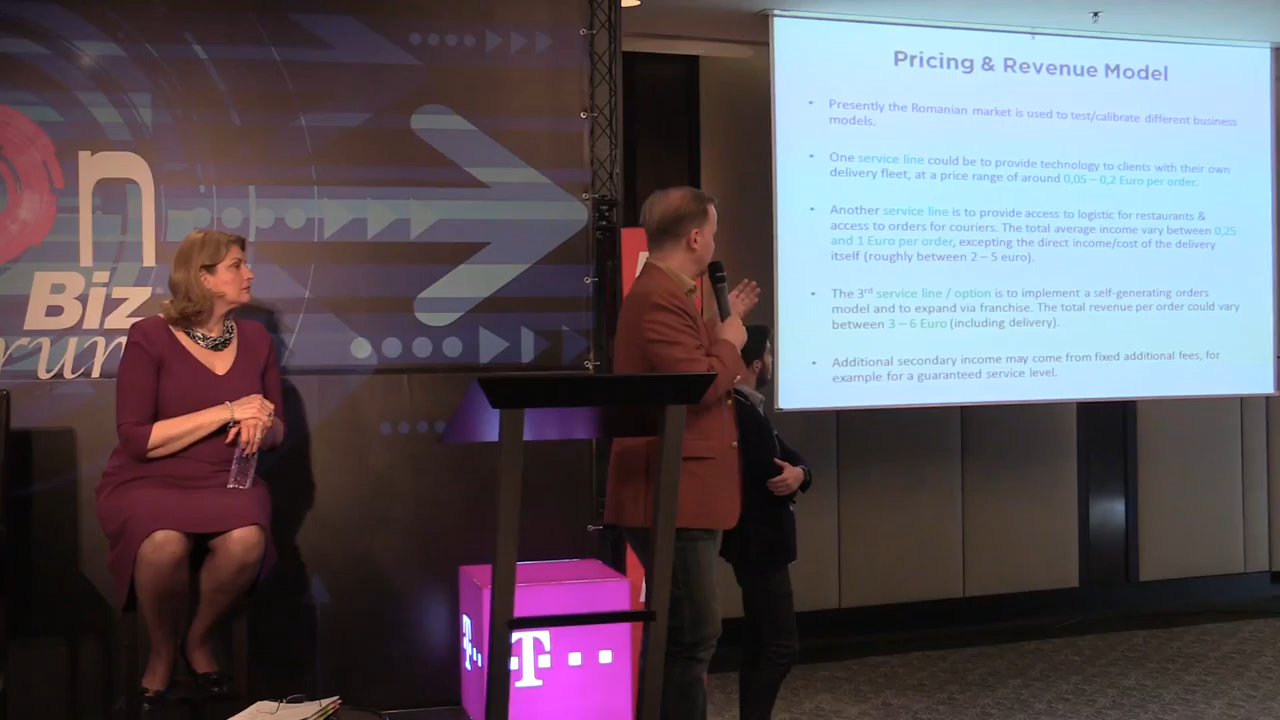 n
Biz
Pricing & Revenue Model
• Presently the Romanian market is used to test/calibrate different business
models.
• One service line could be to provide technology to clients with their own
delivery fleet, at a price range of around 0,05 – 0,2 Euro per order.
• Another service line is to provide access to logistic for restaurants &
access to orders for couriers. The total average income vary between 0,25
and 1 Euro per order, excepting the direct income/cost of the delivery
itself (roughly between 2 – 5 euro).
• The 3rd service line / option is to implement a self-generating orders
model and to expand via franchise. The total revenue per order could vary
between 3 – 6 Euro (including delivery).
• Additional secondary income may come from fixed additional fees, for
example for a guaranteed service level.
T